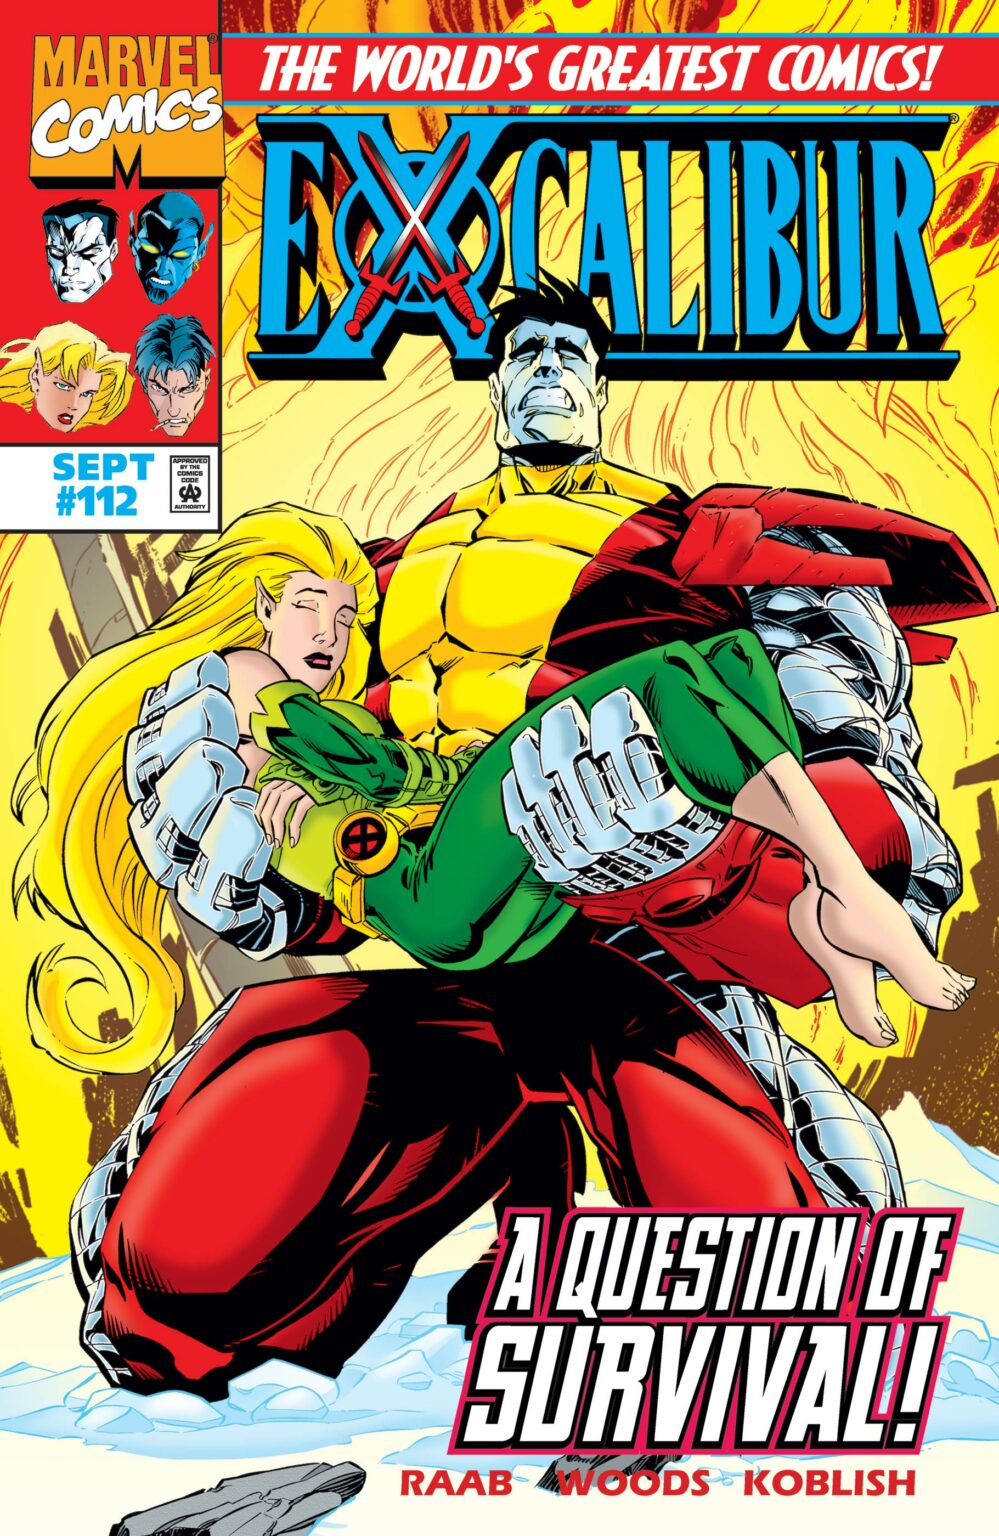 MARVEL
COMICS
M
THE WORLD'S GREATEST COMICS!
EXCALIBUR
SEPT
#112
APPROVED
BY THE
COMICS
CODE
CA
AUTHORITY
A QUESTION OF
SURVIVAL!
RAAB WOODS KOBLISH